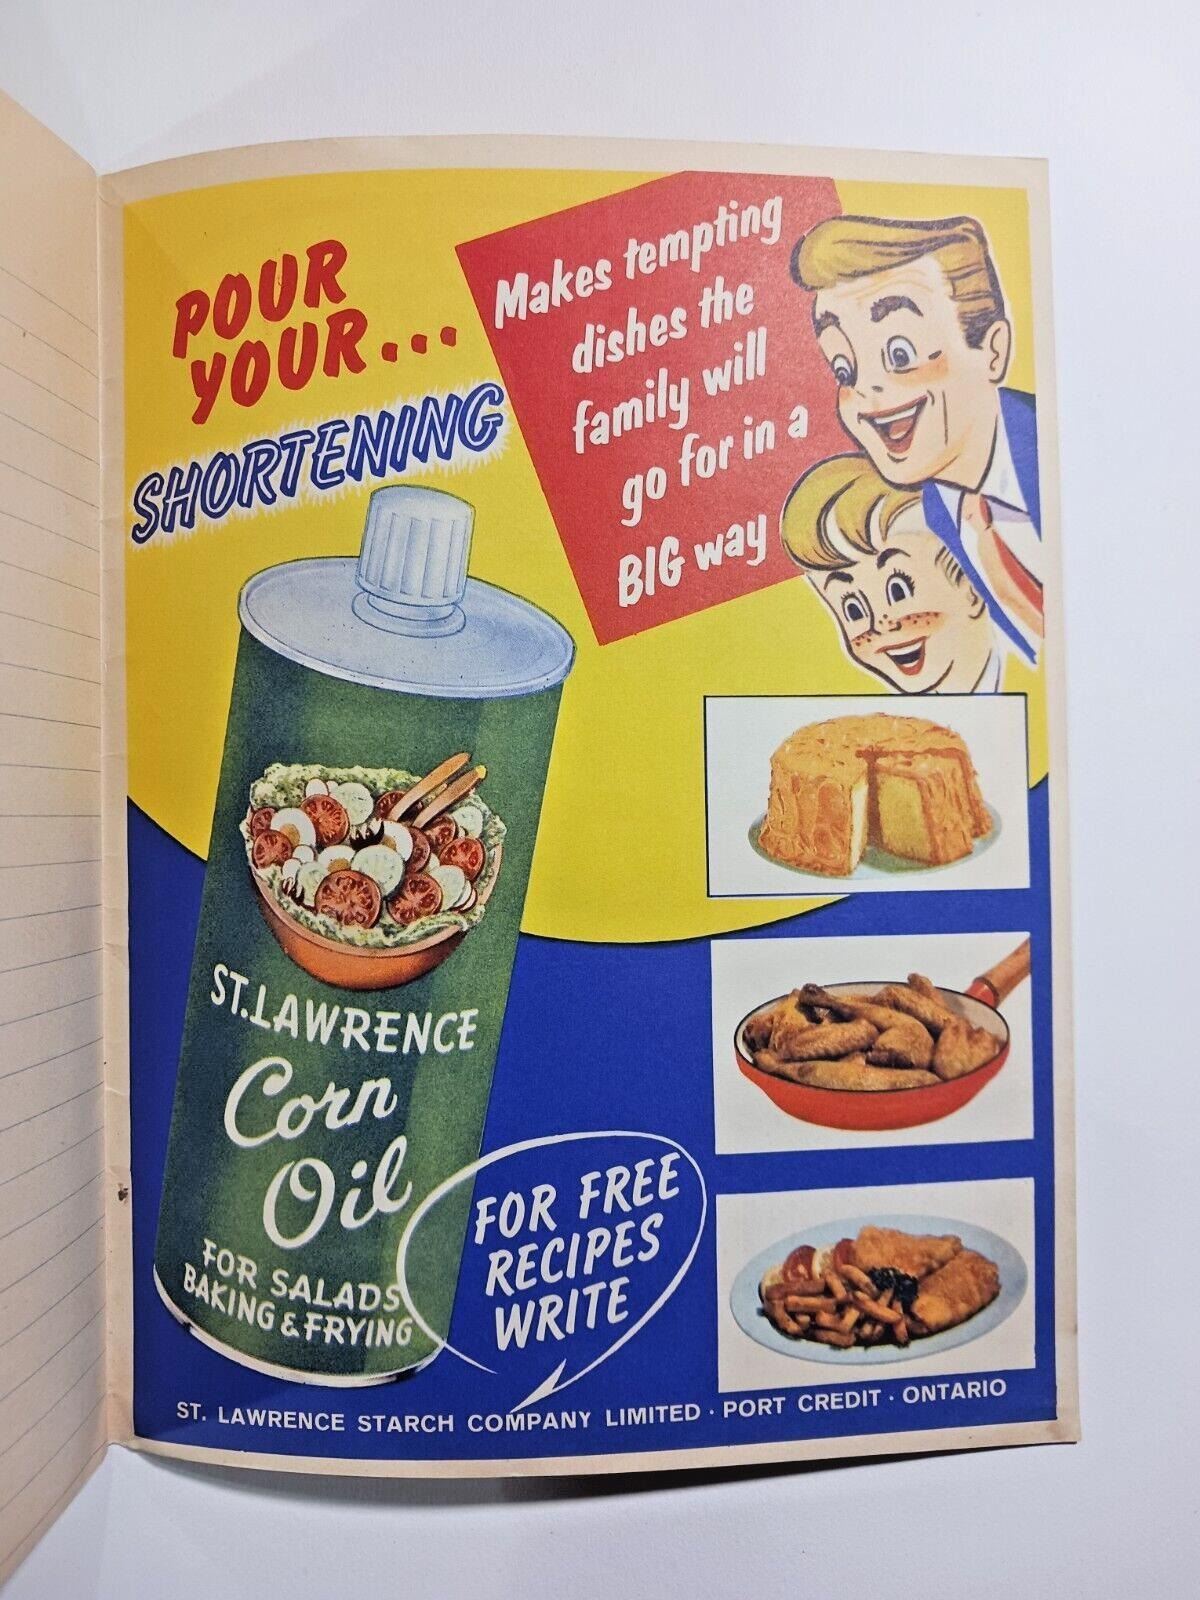 POUR
YOUR...
SHORTENING
Makes tempting
dishes the
family will
go for in a
BIG way
ST. LAWRENCE
Corn
Oil
FOR SALADS
BAKING & FRYING
FOR FREE
RECIPES
WRITE
ST. LAWRENCE STARCH COMPANY LIMITED · PORT CREDIT · ONTARIO